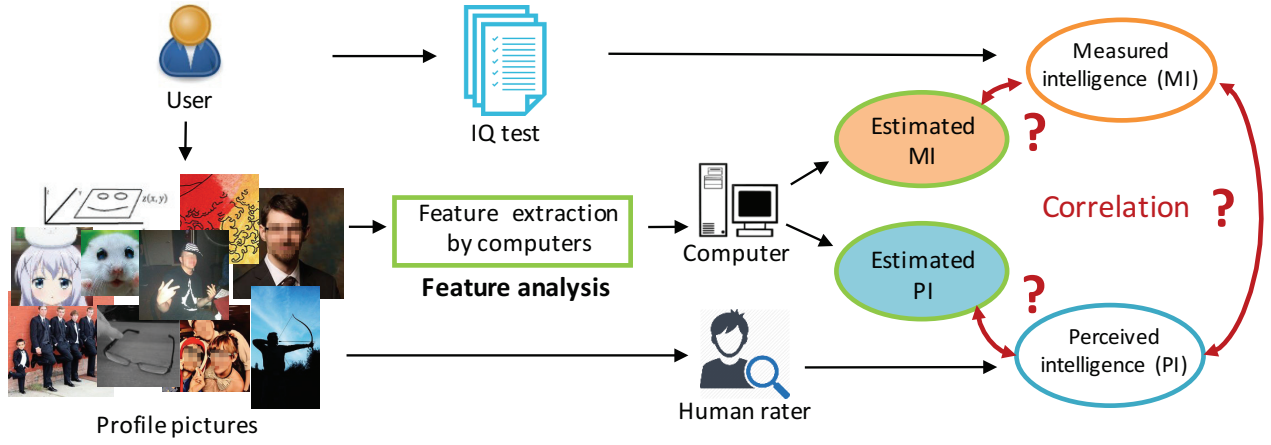 User
IQ test
Measured
intelligence (MI)
Estimated
MI
?
z(x,y)
Feature extraction
by computers
Feature analysis
Computer
Correlation ?
Estimated
PI
?
Perceived
intelligence (PI)
Human rater
Profile pictures